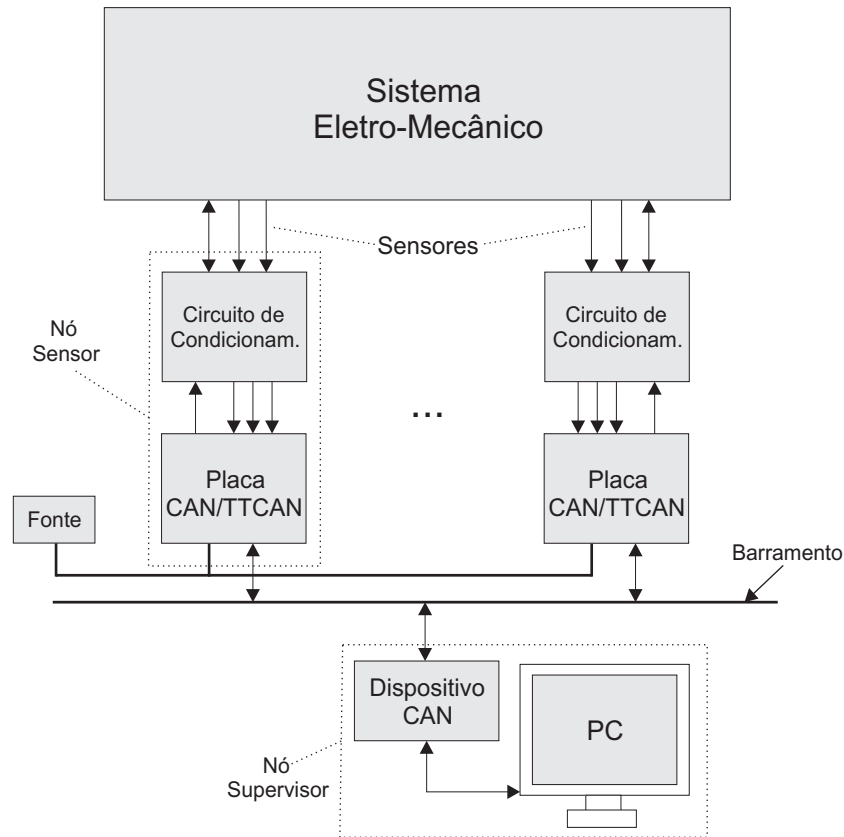 Sistema
Eletro-Mecânico
Sensores
Circuito de
Condicionam.
Circuito de
Condicionam.
Nó
Sensor
...
Placa
CAN/TTCAN
Placa
CAN/TTCAN
Fonte
Barramento
Dispositivo
CAN
PC
Nó
Supervisor